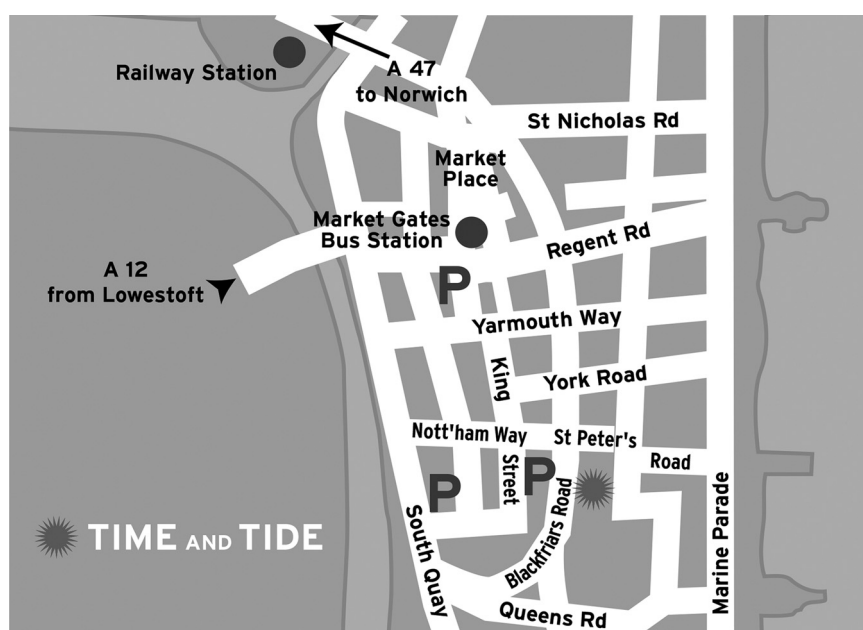 Railway Station
A 47
to Norwich
St Nicholas Rd
Market
Place
Market Gates
Bus Station
Regent Rd
A 12
from Lowestoft
P
Yarmouth Way
King
Street
York Road
Nott'ham Way
St Peter's
Road
P
P
South Quay
Blackfriars Road
Marine Parade
TIME AND TIDE
Queens Rd